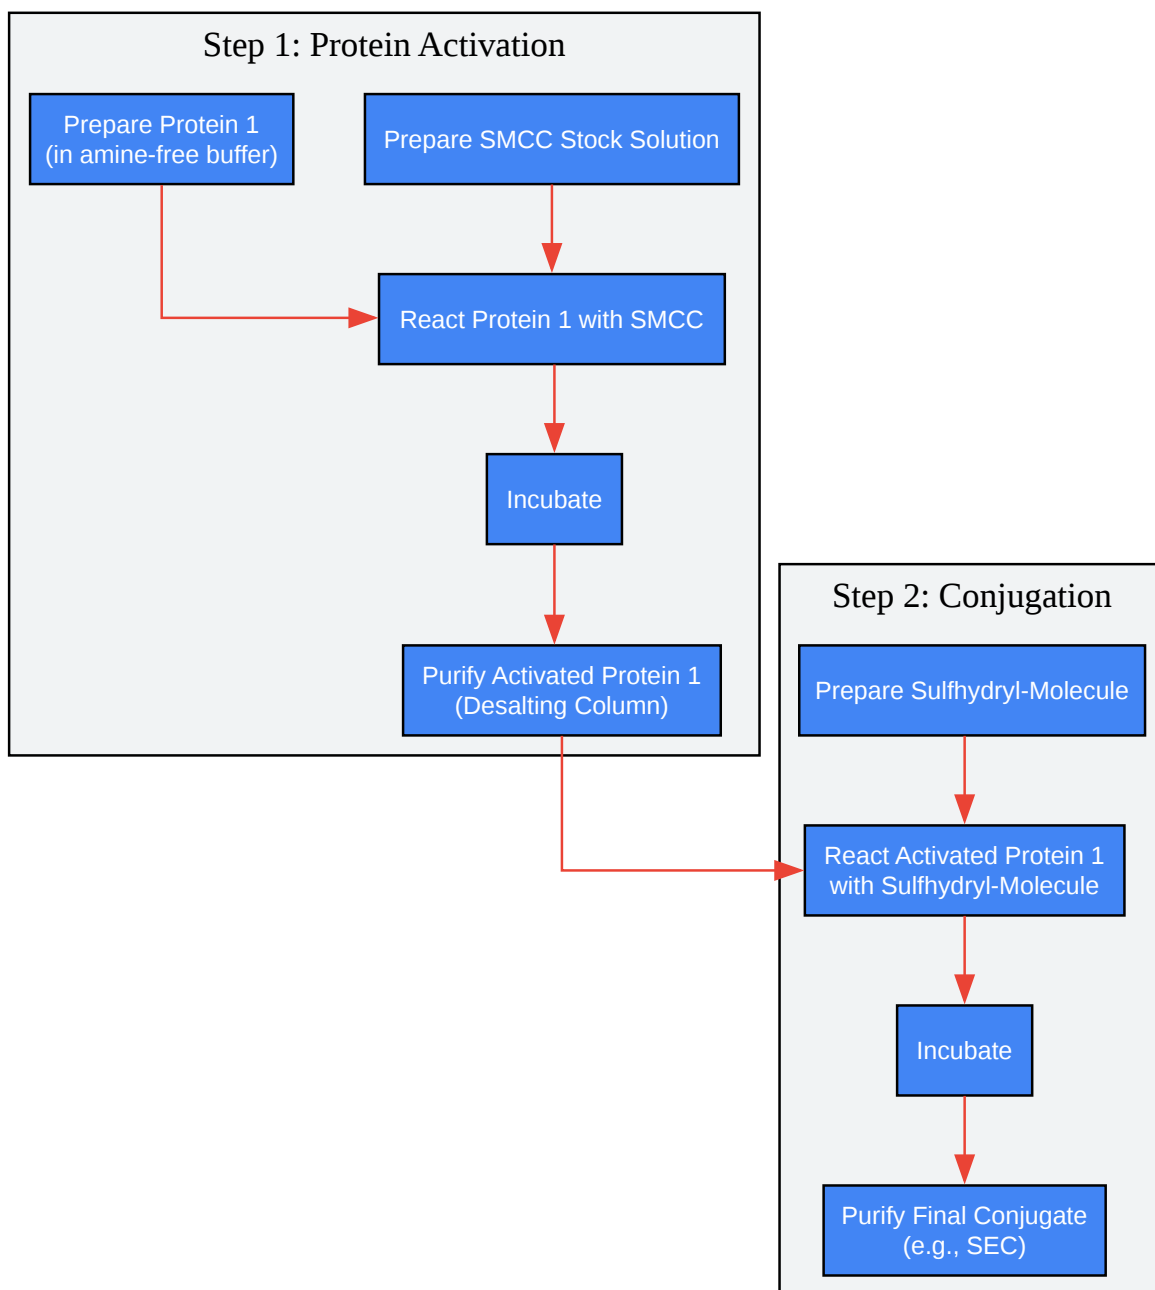 Step 1: Protein Activation
Prepare Protein 1
(in amine-free buffer)
Prepare SMCC Stock Solution
React Protein 1 with SMCC
Incubate
Purify Activated Protein 1
(Desalting Column)
Step 2: Conjugation
Prepare Sulfhydryl-Molecule
React Activated Protein 1
with Sulfhydryl-Molecule
Incubate
Purify Final Conjugate
(e.g., SEC)